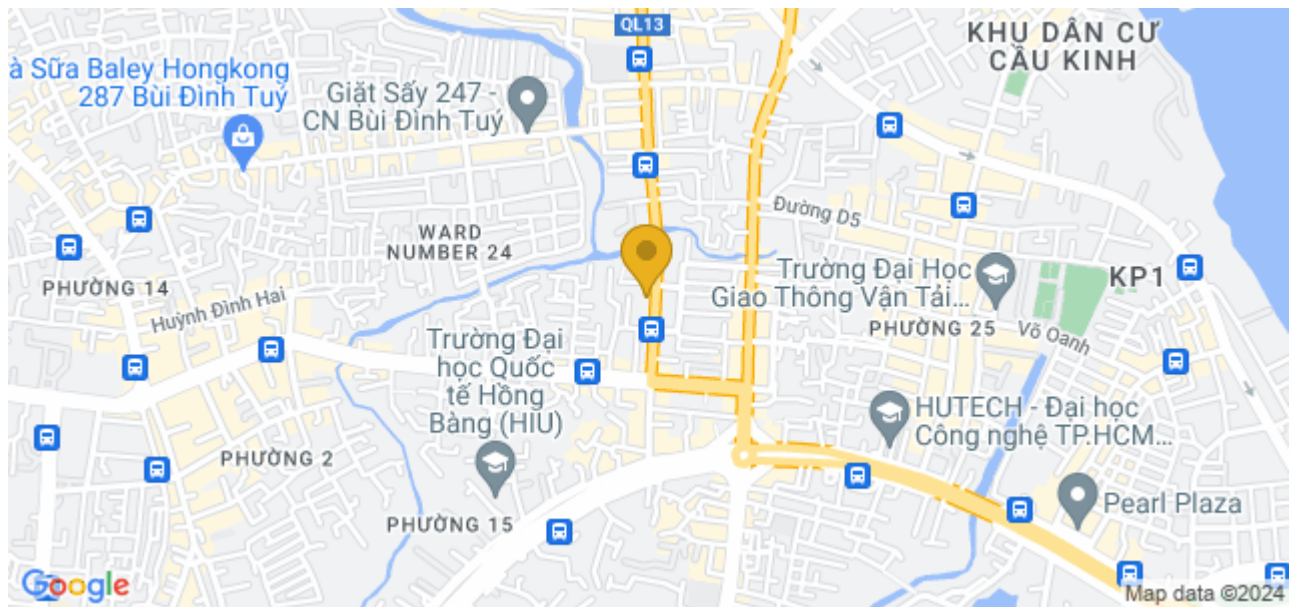 QL13
KHU DÂN CƯ
CẦU KINH
à Sữa Baley Hongkong
287 Bùi Đình Tuý
Giặt Sấy 247 -
CN Bùi Đình Tuý
Đường D5
WARD
NUMBER 24
PHƯỜNG 14
Huỳnh Đình Hai
Trường Đại Học
Giao Thông Vận Tải...
KP1
PHƯỜNG 25
Võ Oanh
Trường Đại
học Quốc
tế Hồng
Bàng (HIU)
HUTECH - Đại học
Công nghệ TP.HCM...
PHƯỜNG 2
PHƯỜNG 15
Pearl Plaza
Google
Map data ©2024